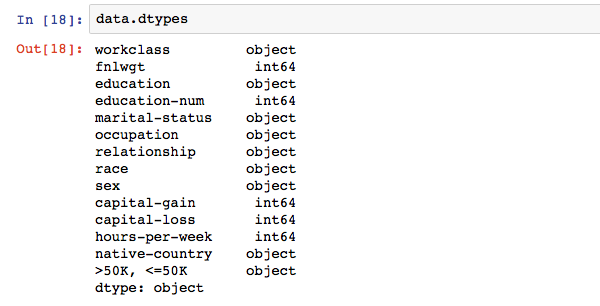 In [18]: data.dtypes
Out[18]: workclass object
fnlwgt int64
education object
education-num int64
marital-status object
occupation object
relationship object
race object
sex object
capital-gain int64
capital-loss int64
hours-per-week int64
native-country object
>50K, <=50K object
dtype: object